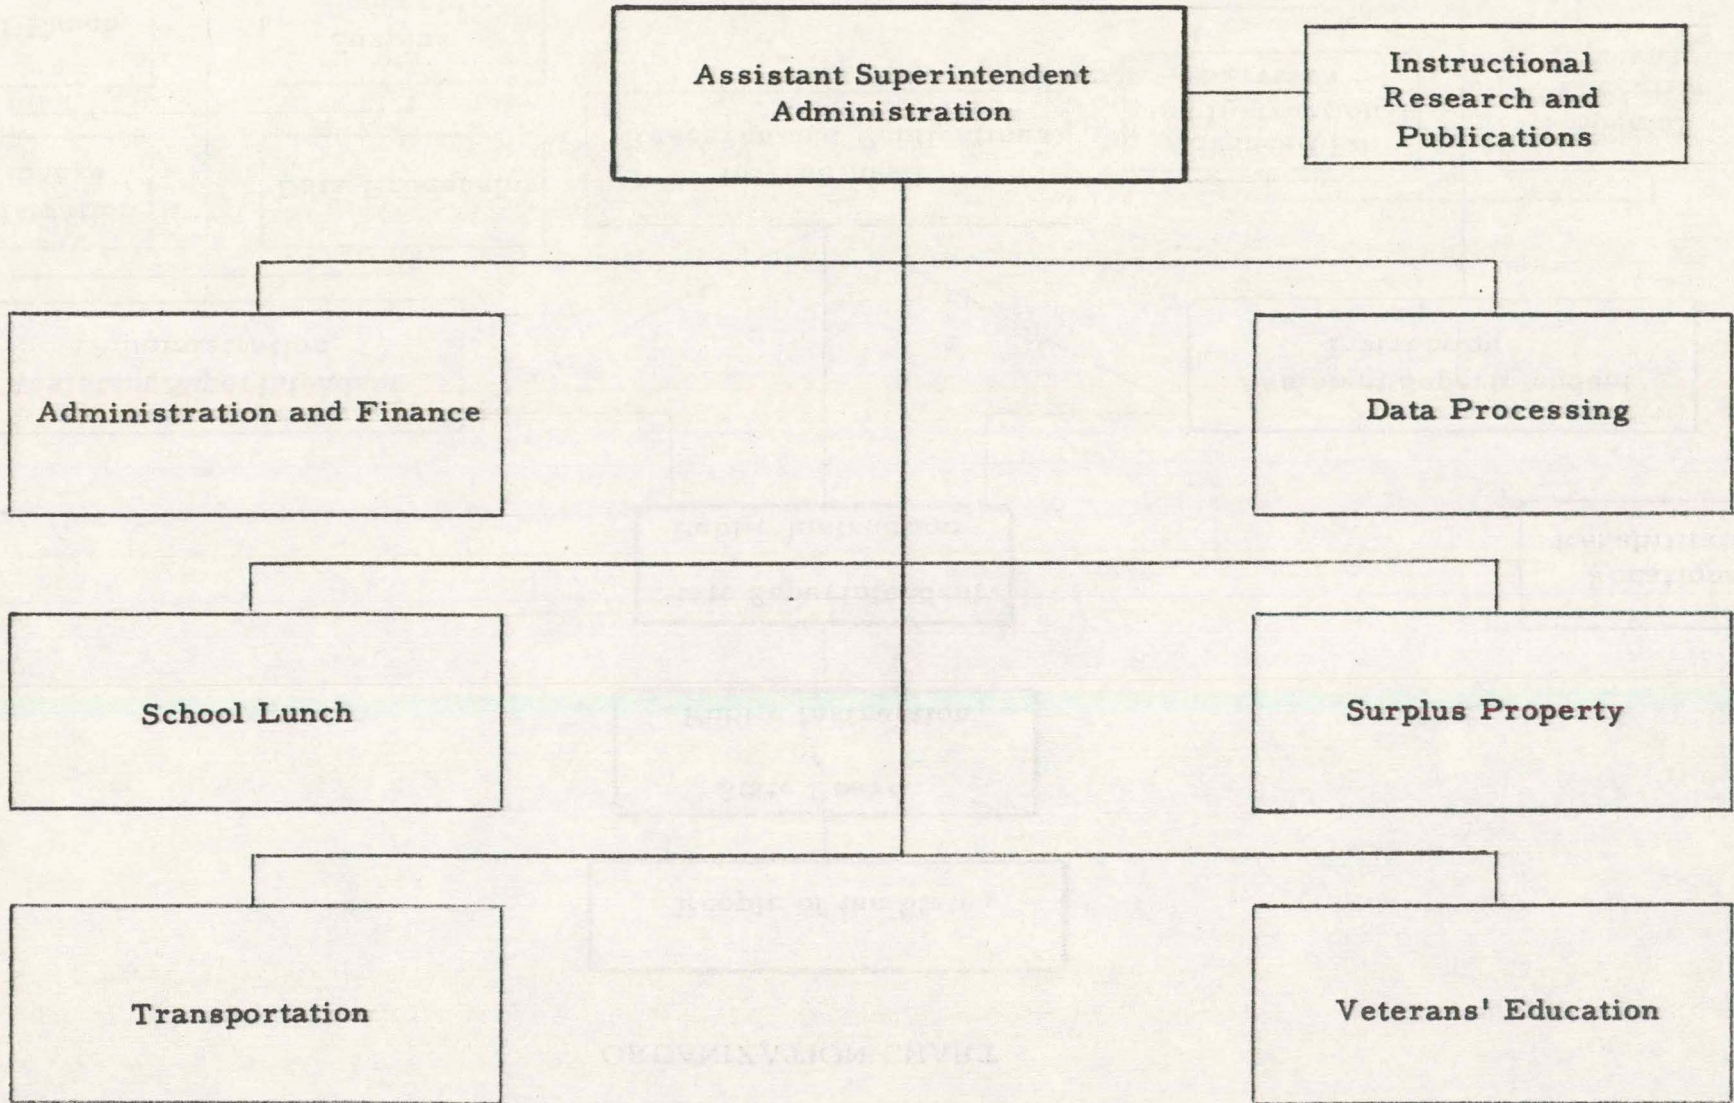 Assistant Superintendent
Administration
Instructional
Research and
Publications
Administration and Finance
Data Processing
School Lunch
Surplus Property
Transportation
Veterans' Education